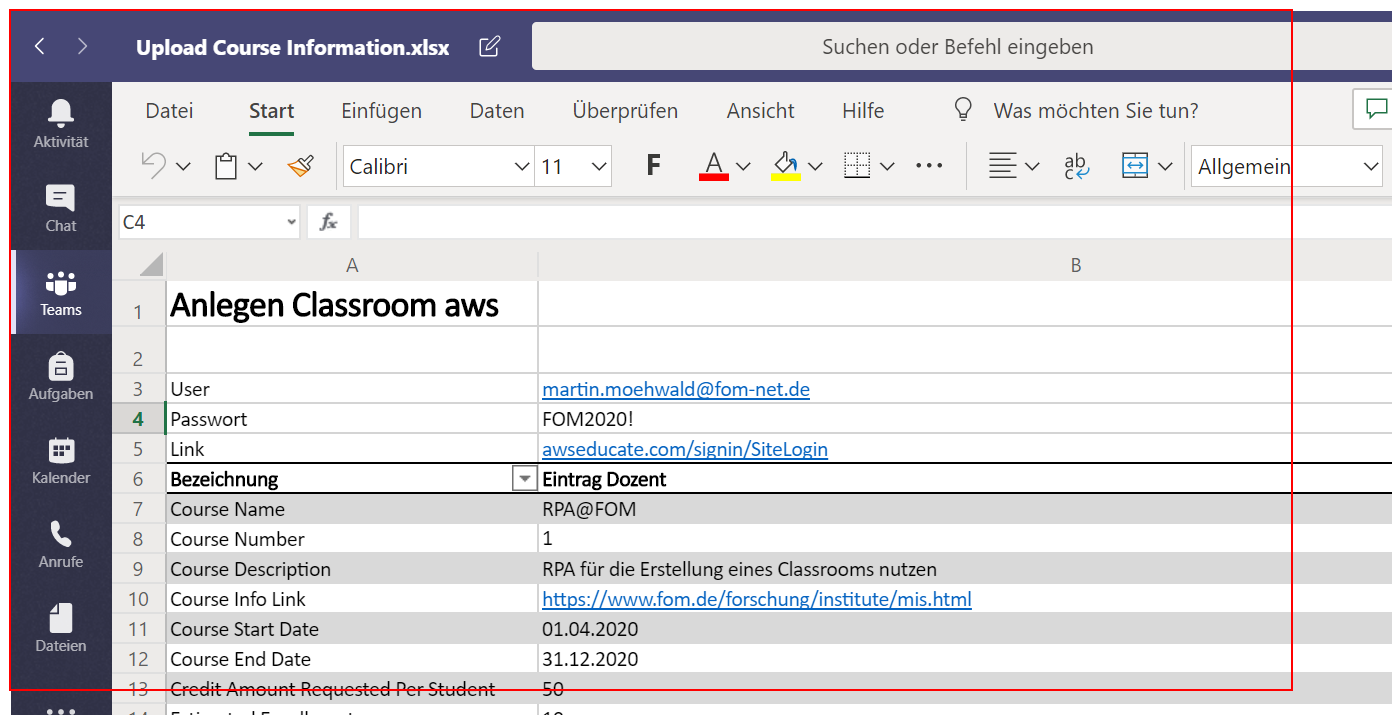 Upload Course Information.xlsx
Suchen oder Befehl eingeben
Datei Start Einfügen Daten Überprüfen Ansicht Hilfe Was möchten Sie tun?
Calibri 11 F A ab c Allgemein
C4 fx
A B
1 Anlegen Classroom aws
2
3 User martin.moehwald@fom-net.de
4 Passwort FOM2020!
5 Link awseducate.com/signin/SiteLogin
6 Bezeichnung Eintrag Dozent
7 Course Name RPA@FOM
8 Course Number 1
9 Course Description RPA für die Erstellung eines Classrooms nutzen
10 Course Info Link https://www.fom.de/forschung/institute/mis.html
11 Course Start Date 01.04.2020
12 Course End Date 31.12.2020
13 Credit Amount Requested Per Student 50
Aktivität
Chat
Teams
Aufgaben
Kalender
Anrufe
Dateien